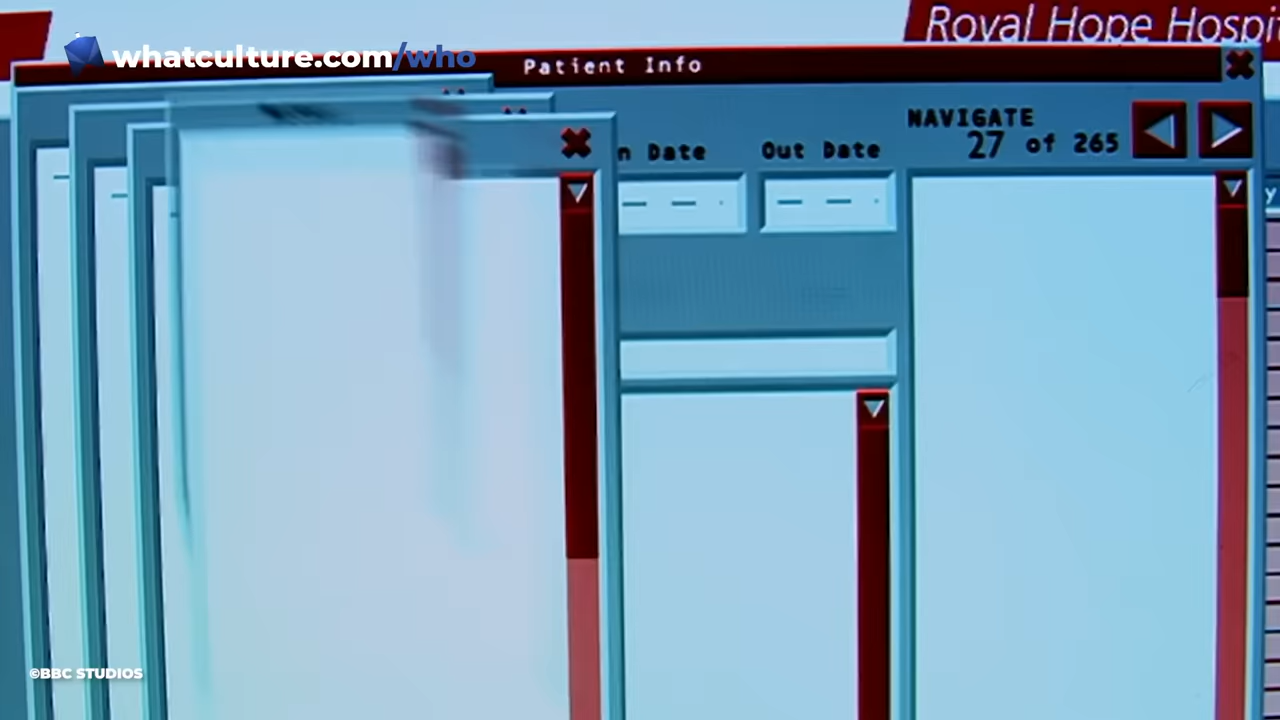 Royal Hope Hospi
whatculture.com/who
Patient Info
NAVIGATE
27 of 265
n Date
Out Date
©BBC STUDIOS